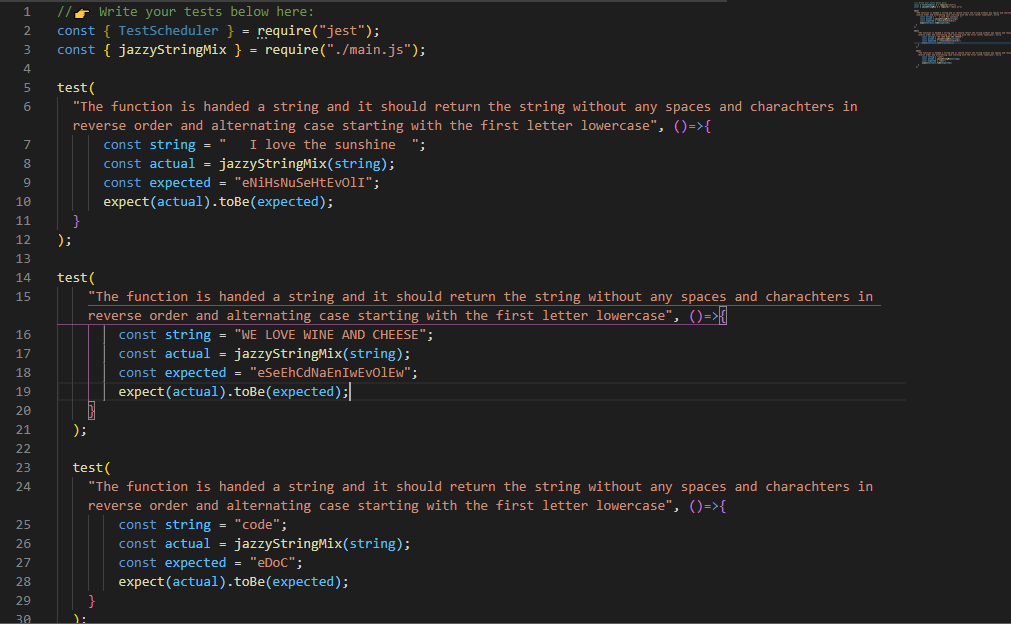 1 //👉 Write your tests below here:
2 const { TestScheduler } = require("jest");
3 const { jazzyStringMix } = require("./main.js");
4
5 test(
6 "The function is handed a string and it should return the string without any spaces and charachters in
reverse order and alternating case starting with the first letter lowercase", ()=>{
7 const string = "   I love the sunshine  ";
8 const actual = jazzyStringMix(string);
9 const expected = "eNiHsNuSeHtEvOlI";
10 expect(actual).toBe(expected);
11 }
12 );
13
14 test(
15 "The function is handed a string and it should return the string without any spaces and charachters in
reverse order and alternating case starting with the first letter lowercase", ()=>{
16 const string = "WE LOVE WINE AND CHEESE";
17 const actual = jazzyStringMix(string);
18 const expected = "eSeEhCdNaEnIwEvOlEw";
19 expect(actual).toBe(expected);
20 }
21 );
22
23 test(
24 "The function is handed a string and it should return the string without any spaces and charachters in
reverse order and alternating case starting with the first letter lowercase", ()=>{
25 const string = "code";
26 const actual = jazzyStringMix(string);
27 const expected = "eDoC";
28 expect(actual).toBe(expected);
29 }
30 );